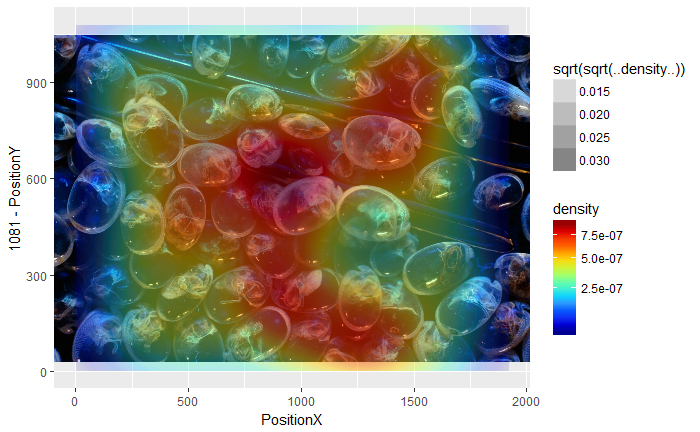 sqrt(sqrt(..density..))
0.015
0.020
0.025
0.030
density
7.5e-07
5.0e-07
2.5e-07
1081 - PositionY
900
600
300
0
0
500
1000
1500
2000
PositionX